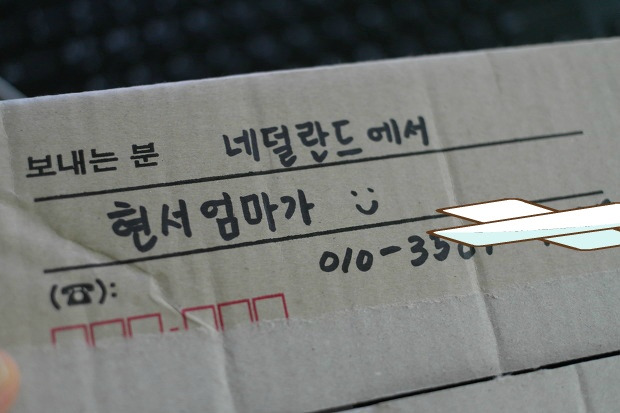 보내는 분 네덜란드에서
현서엄마가 :)
010-35
(☎):